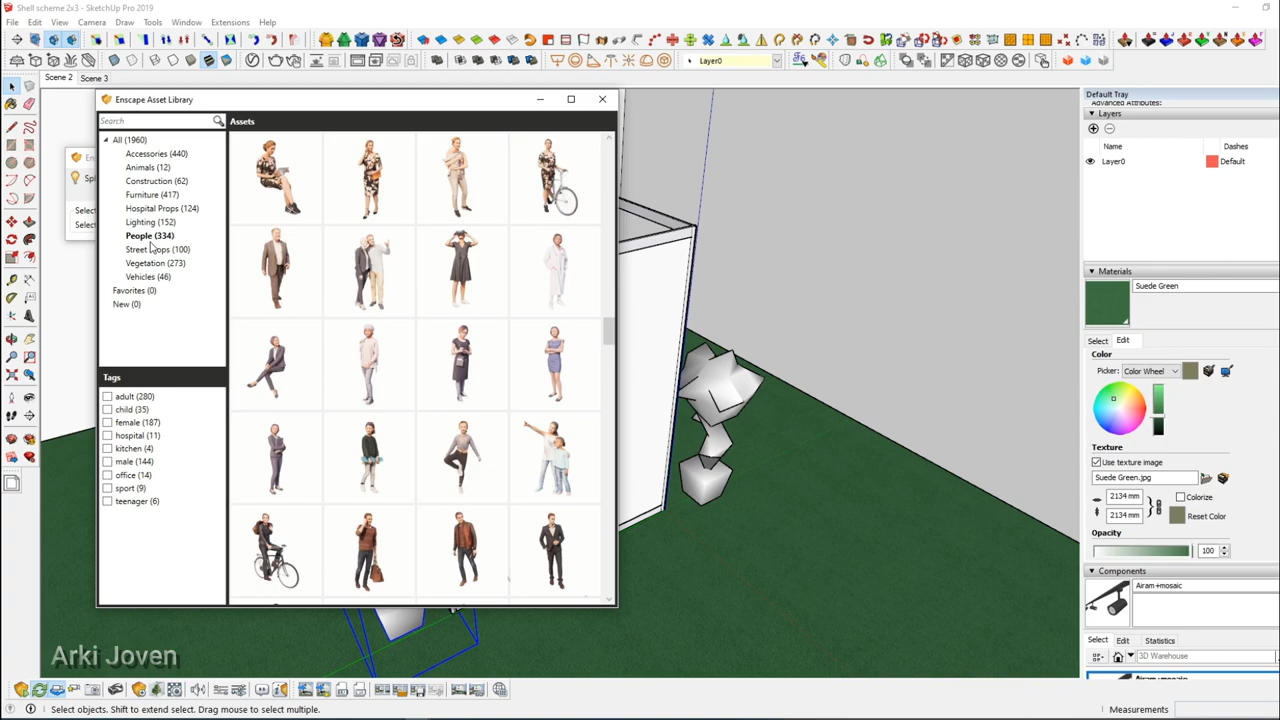 Shell scheme 2x3 - SketchUp Pro 2019
File Edit View Camera Draw Tools Window Extensions Help
Layer0
Scene 2 Scene 3
Enscape Asset Library
Search
Assets
All (1960)
Accessories (440)
Animals (12)
Construction (62)
Furniture (417)
Hospital Props (124)
Lighting (152)
People (334)
Vegetation (273)
Vehicles (46)
Favorites (0)
New (0)
Tags
adult (280)
child (35)
female (187)
hospital (11)
kitchen (4)
male (144)
office (14)
sport (9)
teenager (6)
Default Tray
Advanced Attributes:
Layers
Name Dashes
Layer0 Default
Materials
Suede Green
Select Edit
Color
Picker: Color Wheel
Texture
Use texture image
Suede Green.jpg
2134 mm Colorize
2134 mm Reset Color
Opacity
100
Components
Airam+mosaic
Select Edit Statistics
3D Warehouse
Arki Joven
Select objects. Shift to extend select. Drag mouse to select multiple.
Measurements